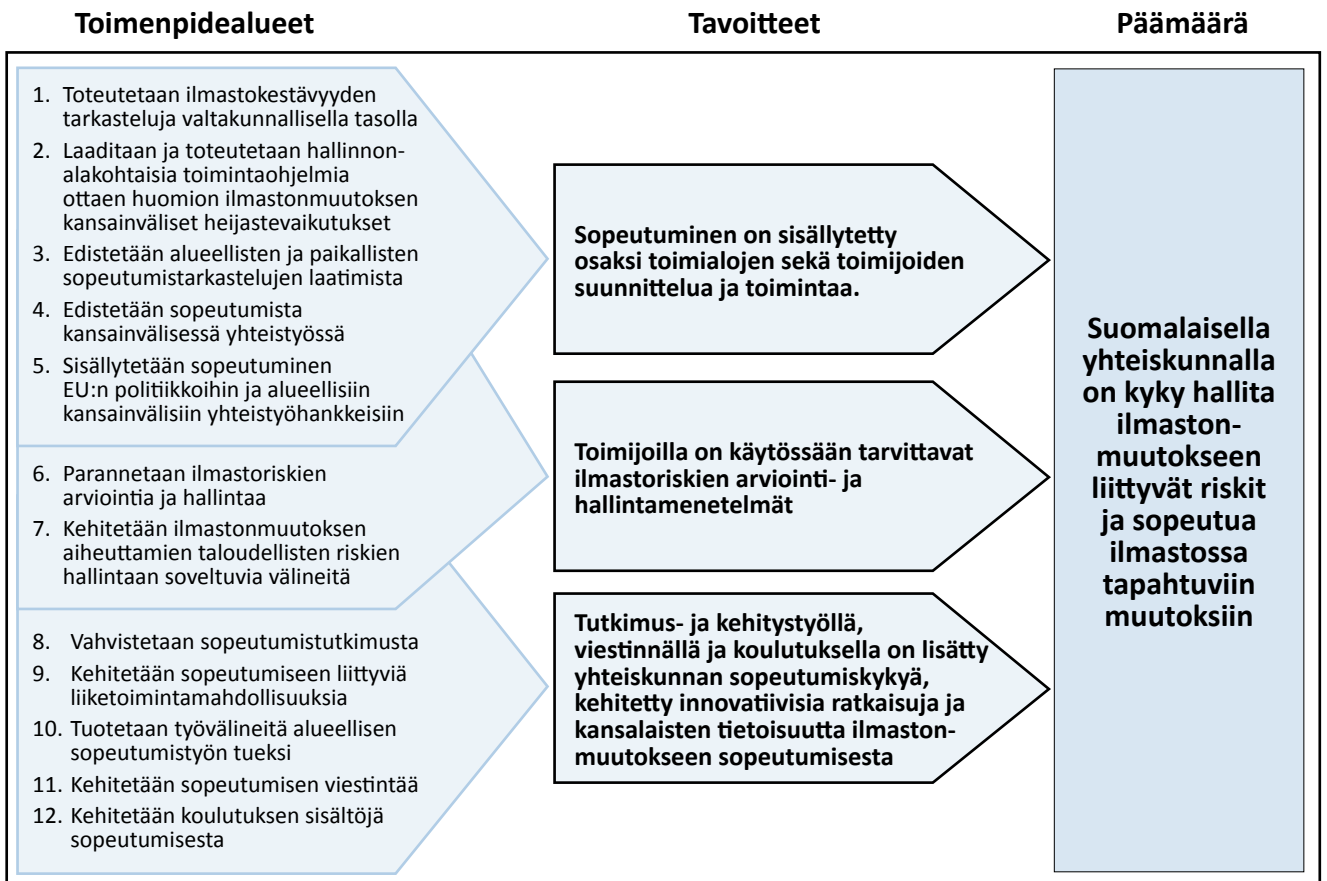 Toimenpidealueet
Tavoitteet
Päämäärä
1. Toteutetaan ilmastokestävyyden
tarkasteluja valtakunnallisella tasolla
2. Laaditaan ja toteutetaan hallinnon-
alakohtaisia toimintaohjelmia
ottaen huomion ilmastonmuutoksen
kansainväliset heijastevaikutukset
3. Edistetään alueellisten ja paikallisten
sopeutumistarkastelujen laatimista
4. Edistetään sopeutumista
kansainvälisessä yhteistyössä
5. Sisällytetään sopeutuminen
EU:n politiikkoihin ja alueellisiin
kansainvälisiin yhteistyöhankkeisiin
6. Parannetaan ilmastoriskien
arviointia ja hallintaa
7. Kehitetään ilmastonmuutoksen
aiheuttamien taloudellisten riskien
hallintaan soveltuvia välineitä
8. Vahvistetaan sopeutumistutkimusta
9. Kehitetään sopeutumiseen liittyviä
liiketoimintamahdollisuuksia
10. Tuotetaan työvälineitä alueellisen
sopeutumistyön tueksi
11. Kehitetään sopeutumisen viestintää
12. Kehitetään koulutuksen sisältöjä
sopeutumisesta
Sopeutuminen on sisällytetty
osaksi toimialojen sekä toimijoiden
suunnittelua ja toimintaa.
Toimijoilla on käytössään tarvittavat
ilmastoriskien arviointi- ja
hallintamenetelmät
Tutkimus- ja kehitystyöllä,
viestinnällä ja koulutuksella on lisätty
yhteiskunnan sopeutumiskykyä,
kehitetty innovatiivisia ratkaisuja ja
kansalaisten tietoisuutta ilmaston-
muutokseen sopeutumisesta
Suomalaisella
yhteiskunnalla
on kyky hallita
ilmaston-
muutokseen
liittyvät riskit
ja sopeutua
ilmastossa
tapahtuviin
muutoksiin